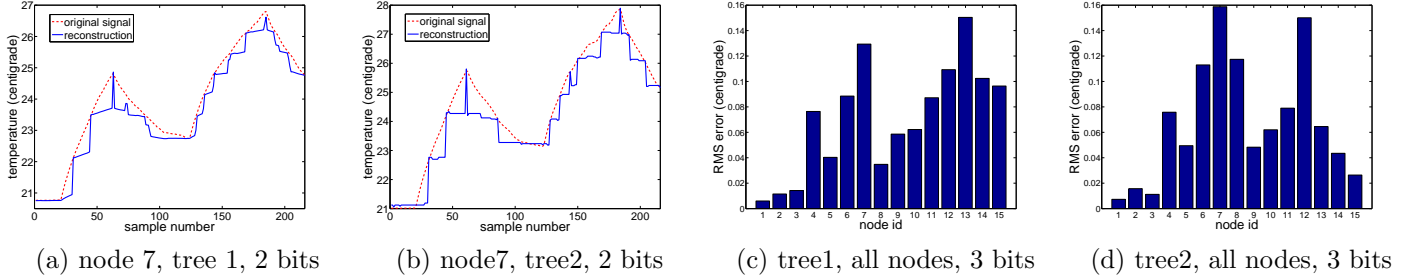 27
26
25
24
23
22
21
temperature (centigrade)
original signal
reconstruction
0
50
100
150
200
sample number
(a) node 7, tree 1, 2 bits
28
27
26
25
24
23
22
21
temperature (centigrade)
original signal
reconstruction
0
50
100
150
200
sample number
(b) node7, tree2, 2 bits
0.16
0.14
0.12
0.10
0.08
0.06
0.04
0.02
0
RMS error (centigrade)
1 2 3 4 5 6 7 8 9 10 11 12 13 14 15
node id
(c) tree1, all nodes, 3 bits
0.16
0.14
0.12
0.10
0.08
0.06
0.04
0.02
0
RMS error (centigrade)
1 2 3 4 5 6 7 8 9 10 11 12 13 14 15
node id
(d) tree2, all nodes, 3 bits